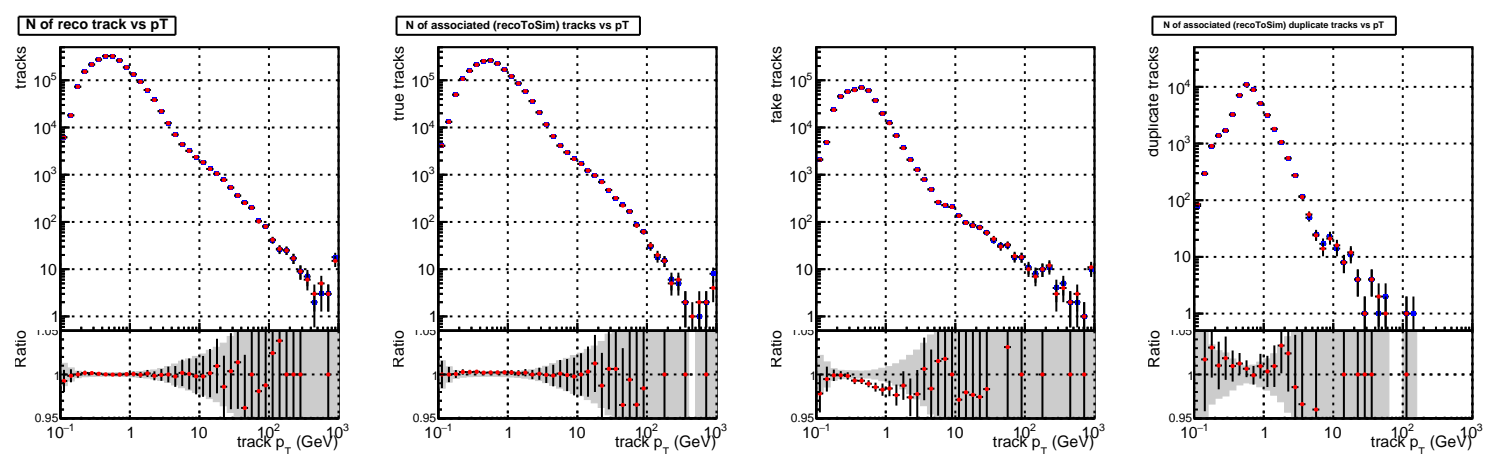 N of reco track vs pT
tracks
10^5
10^4
10^3
10^2
10
1
1.05
Ratio
1
0.95
10^-1 1 10 10^2 10^3
track p_T (GeV)
N of associated (recoToSim) tracks vs pT
true tracks
10^5
10^4
10^3
10^2
10
1
1.05
Ratio
1
0.95
10^-1 1 10 10^2 10^3
track p_T (GeV)
fake tracks
10^5
10^4
10^3
10^2
10
1
1.05
Ratio
1
0.95
10^-1 1 10 10^2 10^3
track p_T (GeV)
N of associated (recoToSim) duplicate tracks vs pT
duplicate tracks
10^4
10^3
10^2
10
1
1.05
Ratio
1
0.95
10^-1 1 10 10^2 10^3
track p_T (GeV)